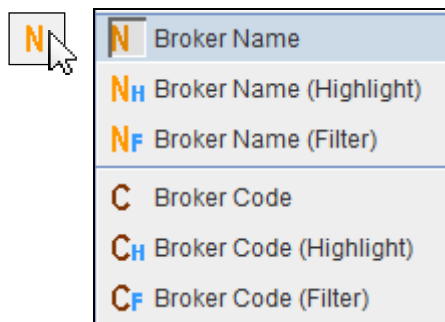 N
N Broker Name
NH Broker Name (Highlight)
NF Broker Name (Filter)
C Broker Code
CH Broker Code (Highlight)
CF Broker Code (Filter)